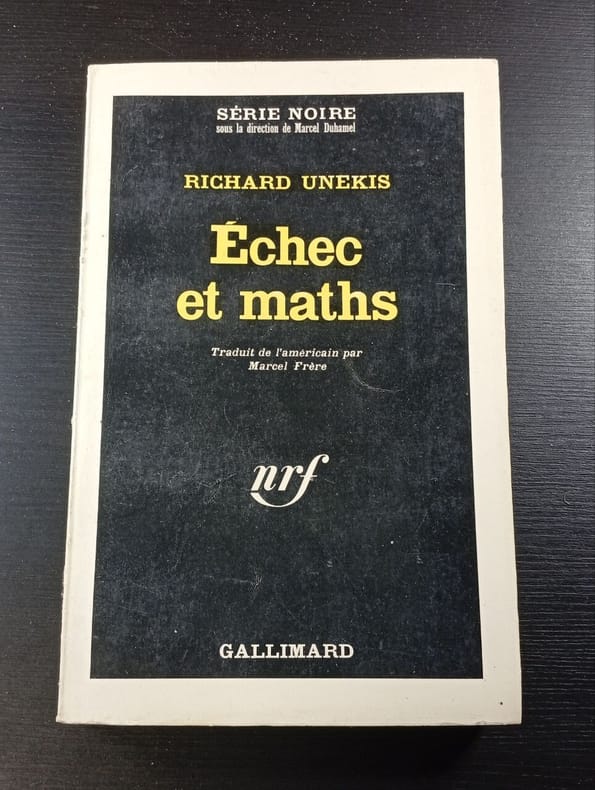 SÉRIE NOIRE
sous la direction de Marcel Duhamel
RICHARD UNEKIS
Échec
et maths
Traduit de l'américain par
Marcel Frère
nrf
GALLIMARD